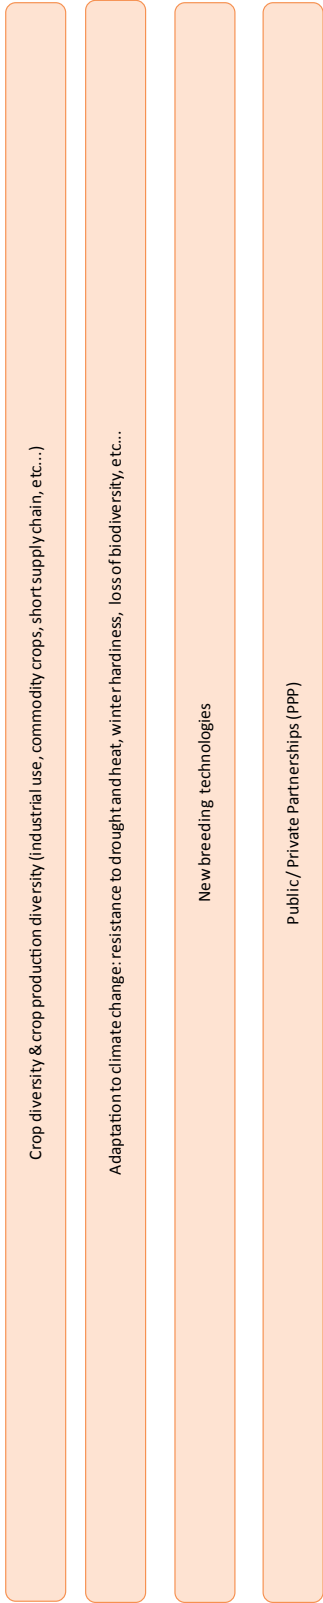 Crop diversity & crop production diversity (industrial use, commodity crops, short supply chain, etc...)
Adaptation to climate change: resistance to drought and heat, winter hardiness, loss of biodiversity, etc...
New breeding technologies
Public / Private Partnerships (PPP)